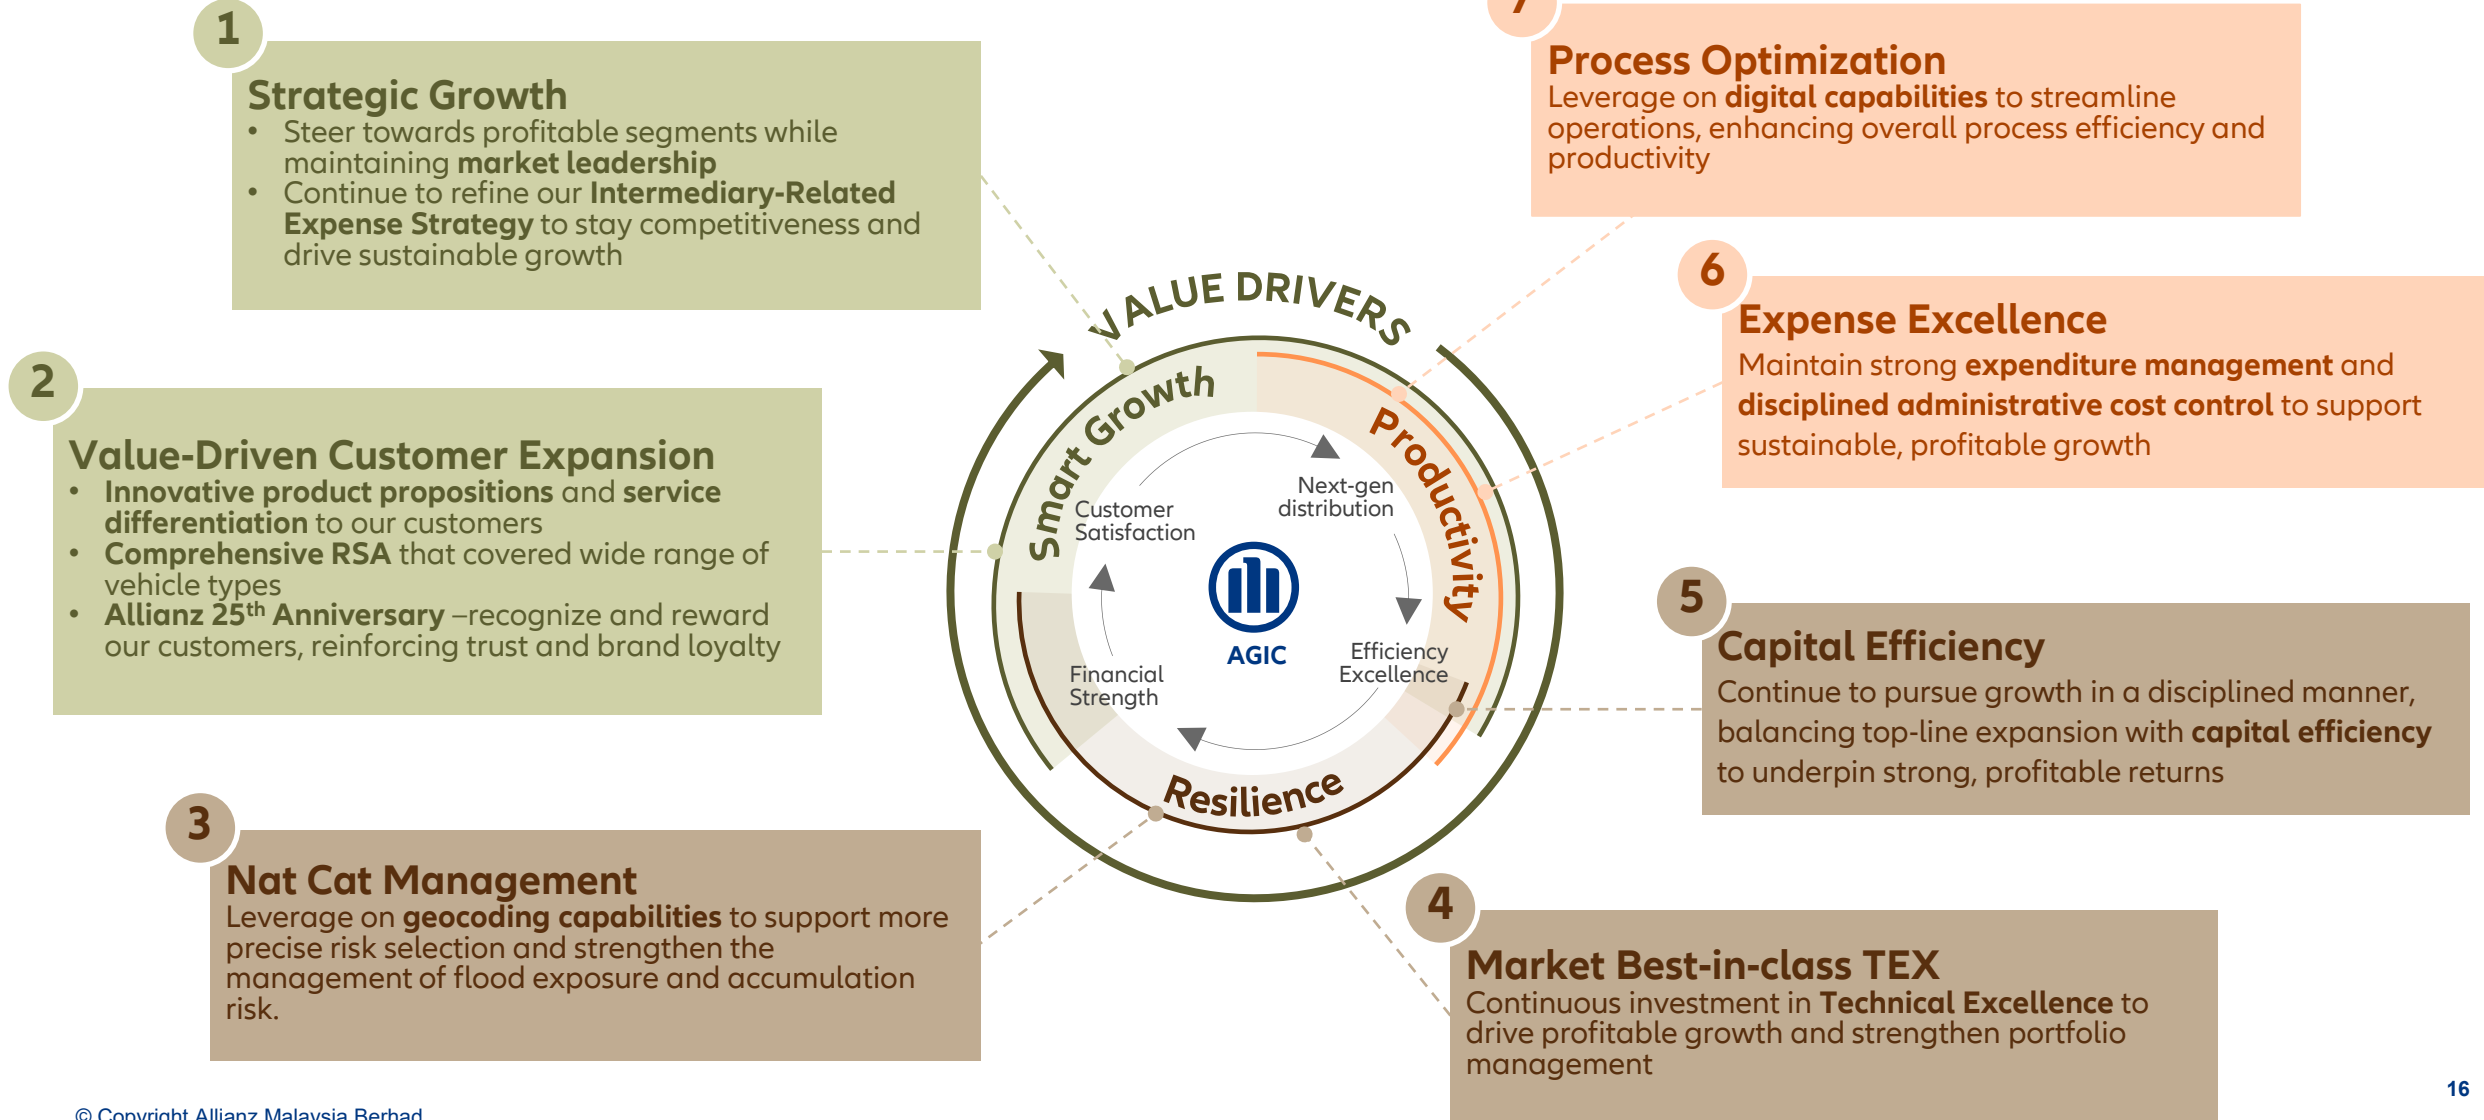 1
Strategic Growth
• Steer towards profitable segments while
maintaining market leadership
• Continue to refine our Intermediary-Related
Expense Strategy to stay competitiveness and
drive sustainable growth
2
Value-Driven Customer Expansion
• Innovative product propositions and service
differentiation to our customers
• Comprehensive RSA that covered wide range of
vehicle types
• Allianz 25th Anniversary –recognize and reward
our customers, reinforcing trust and brand loyalty
3
Nat Cat Management
Leverage on geocoding capabilities to support more
precise risk selection and strengthen the
management of flood exposure and accumulation
risk.
VALUE DRIVERS
Smart Growth
Productivity
Resilience
Customer
Satisfaction
Next-gen
distribution
Efficiency
Excellence
Financial
Strength
AGIC
7
Process Optimization
Leverage on digital capabilities to streamline
operations, enhancing overall process efficiency and
productivity
6
Expense Excellence
Maintain strong expenditure management and
disciplined administrative cost control to support
sustainable, profitable growth
5
Capital Efficiency
Continue to pursue growth in a disciplined manner,
balancing top-line expansion with capital efficiency
to underpin strong, profitable returns
4
Market Best-in-class TEX
Continuous investment in Technical Excellence to
drive profitable growth and strengthen portfolio
management
16
© Copyright Allianz Malaysia Berhad